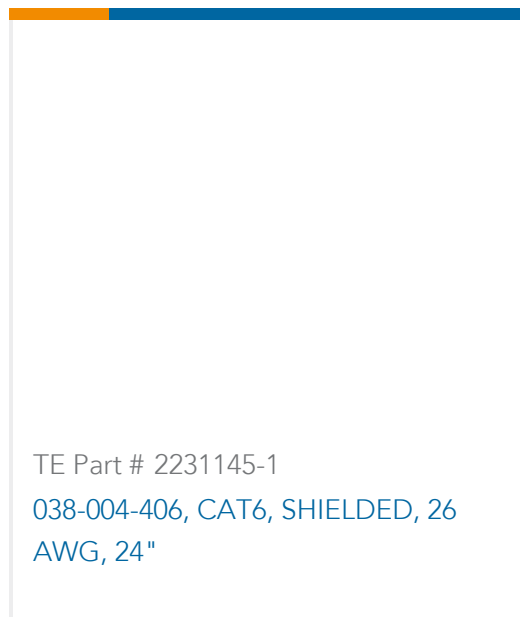 TE Part # 2231145-1
038-004-406, CAT6, SHIELDED, 26
AWG, 24"